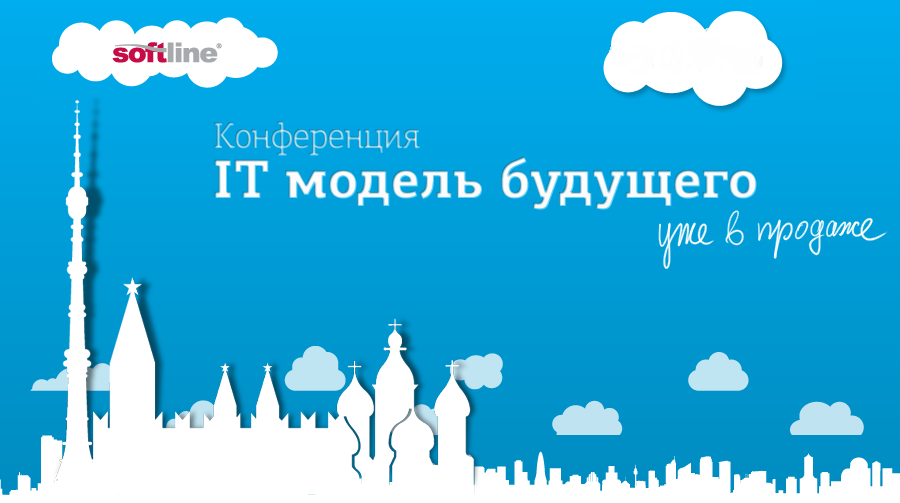 softline®
Конференция
IT модель будущего
уже в продаже